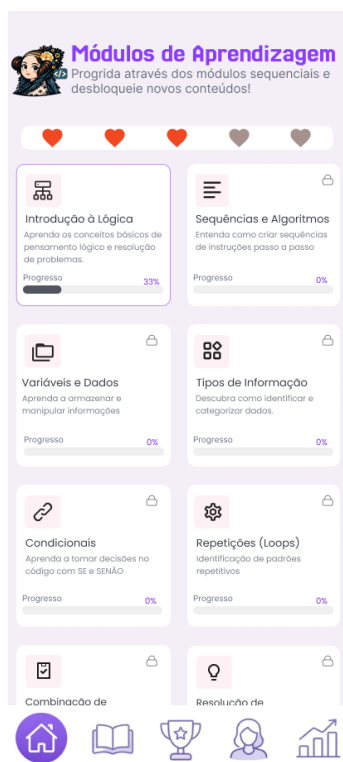 Módulos de Aprendizagem
Progrida através dos módulos sequenciais e
desbloqueie novos conteúdos!
Introdução à Lógica
Aprenda os conceitos básicos de
pensamento lógico e resolução
de problemas.
Progresso
33%
Sequências e Algoritmos
Entenda como criar sequências
de instruções passo a passo
Progresso
0%
Variáveis e Dados
Aprenda a armazenar e
manipular informações
Progresso
0%
Tipos de Informação
Descubra como identificar e
categorizar dados.
Progresso
0%
Condicionais
Aprenda a tomar decisões no
código com SE e SENÃO
Progresso
0%
Repetições (Loops)
Identificação de padrões
repetitivos
Progresso
0%
Combinação de
Resolução de